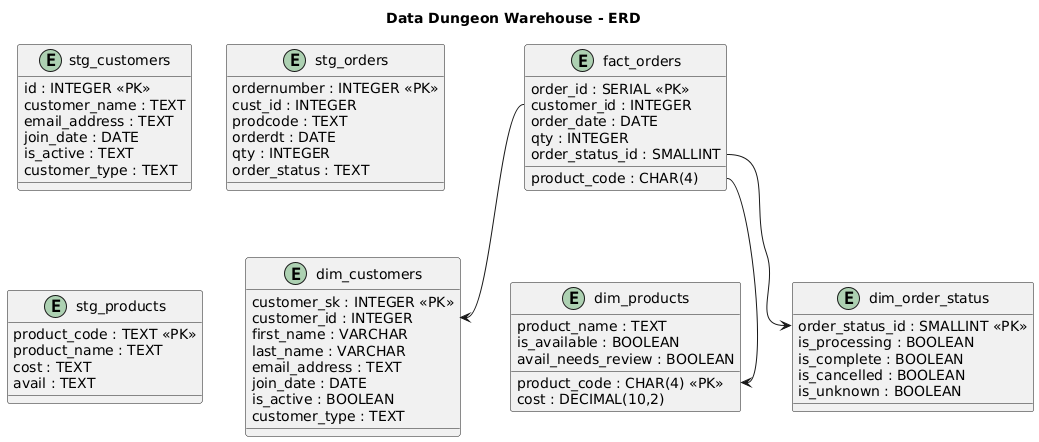 Data Dungeon Warehouse - ERD
E stg_customers
id : INTEGER «PK»
customer_name : TEXT
email_address : TEXT
join_date : DATE
is_active : TEXT
customer_type : TEXT
E stg_orders
ordernumber : INTEGER «PK»
cust_id : INTEGER
prodcode : TEXT
orderdt : DATE
qty : INTEGER
order_status : TEXT
E fact_orders
order_id : SERIAL «PK»
customer_id : INTEGER
order_date : DATE
qty : INTEGER
order_status_id : SMALLINT
product_code : CHAR(4)
E stg_products
product_code : TEXT «PK»
product_name : TEXT
cost : TEXT
avail : TEXT
E dim_customers
customer_sk : INTEGER «PK»
customer_id : INTEGER
first_name : VARCHAR
last_name : VARCHAR
email_address : TEXT
join_date : DATE
is_active : BOOLEAN
customer_type : TEXT
E dim_products
product_name : TEXT
is_available : BOOLEAN
avail_needs_review : BOOLEAN
product_code : CHAR(4) «PK»
cost : DECIMAL(10,2)
E dim_order_status
order_status_id : SMALLINT «PK»
is_processing : BOOLEAN
is_complete : BOOLEAN
is_cancelled : BOOLEAN
is_unknown : BOOLEAN